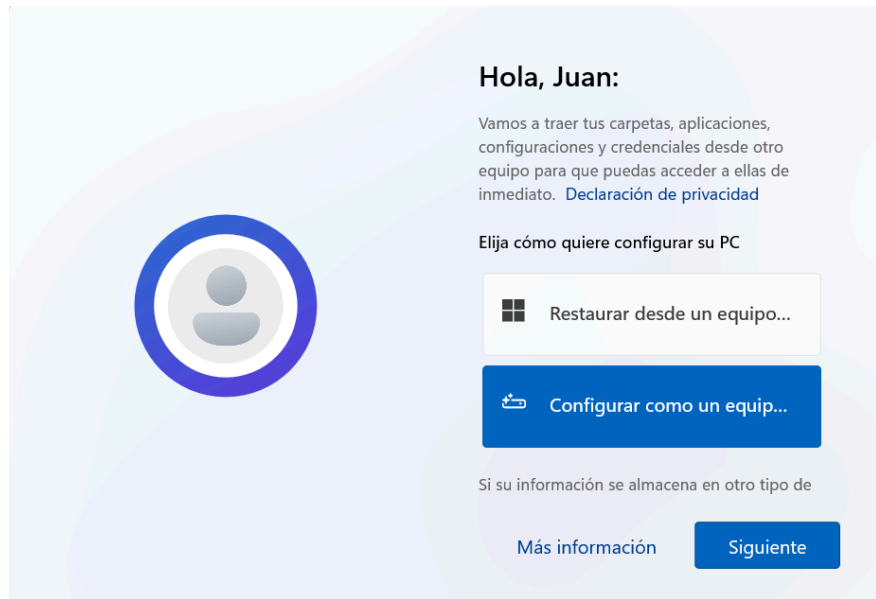 Hola, Juan:
Vamos a traer tus carpetas, aplicaciones,
configuraciones y credenciales desde otro
equipo para que puedas acceder a ellas de
inmediato. Declaración de privacidad
Elija cómo quiere configurar su PC
Restaurar desde un equipo...
Configurar como un equip...
Si su información se almacena en otro tipo de
Más información
Siguiente